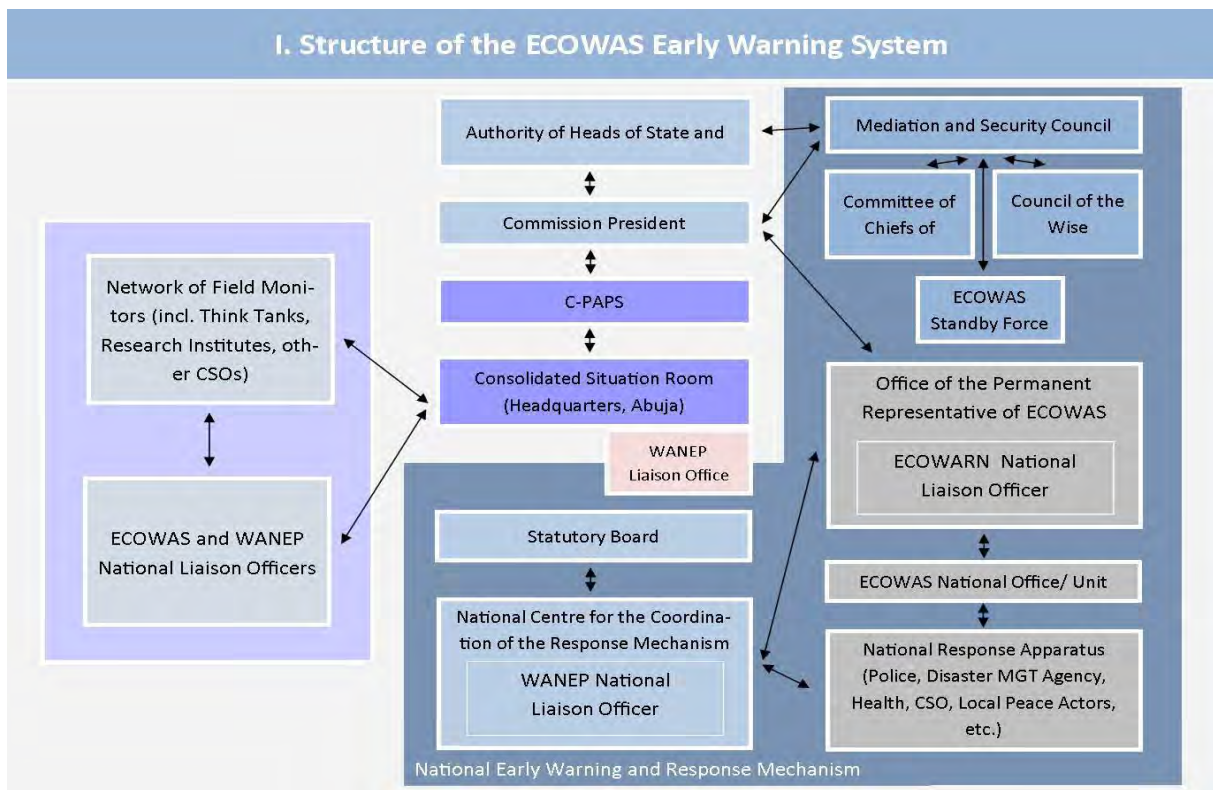 I. Structure of the ECOWAS Early Warning System
Authority of Heads of State and
Commission President
C-PAPS
Consolidated Situation Room
(Headquarters, Abuja)
WANEP
Liaison Office
Network of Field Moni-
tors (incl. Think Tanks,
Research Institutes, oth-
er CSOs)
ECOWAS and WANEP
National Liaison Officers
Mediation and Security Council
Committee of
Chiefs of
Council of the
Wise
ECOWAS
Standby Force
Office of the Permanent
Representative of ECOWAS
ECOWARN National
Liaison Officer
ECOWAS National Office/ Unit
National Response Apparatus
(Police, Disaster MGT Agency,
Health, CSO, Local Peace Actors,
etc.)
Statutory Board
National Centre for the Coordina-
tion of the Response Mechanism
WANEP National
Liaison Officer
National Early Warning and Response Mechanism